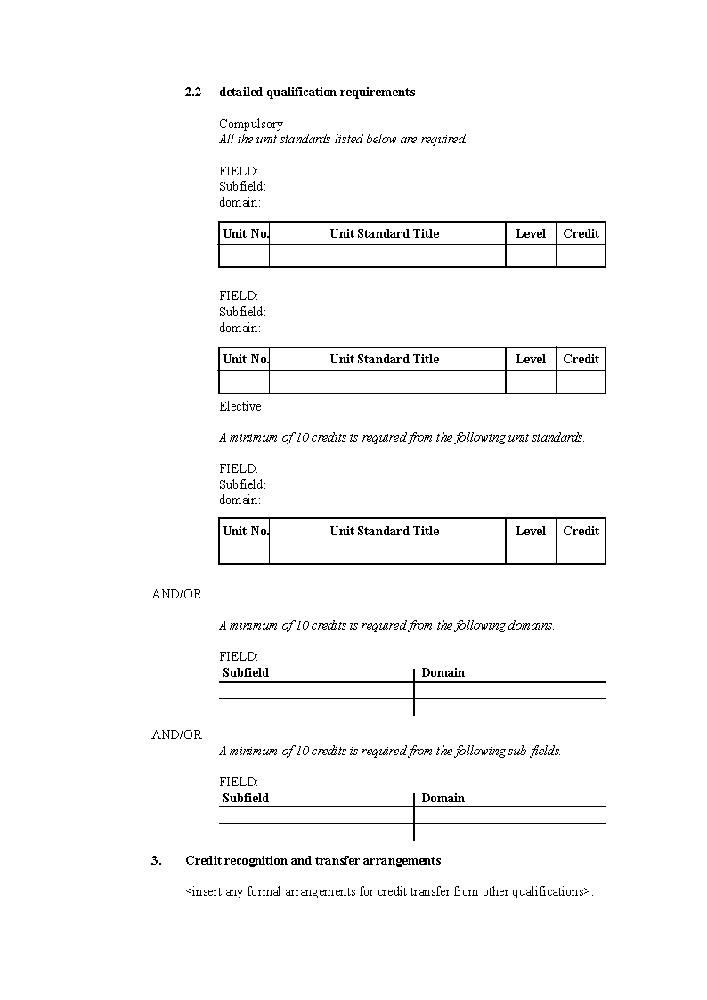 2.2 detailed qualification requirements
Compulsory
All the unit standards listed below are required.
FIELD:
Subfield:
domain:
Unit No. Unit Standard Title Level Credit
FIELD:
Subfield:
domain:
Unit No. Unit Standard Title Level Credit
Elective
A minimum of 10 credits is required from the following unit standards.
FIELD:
Subfield:
domain:
Unit No. Unit Standard Title Level Credit
AND/OR
A minimum of 10 credits is required from the following domains.
FIELD:
Subfield Domain
AND/OR
A minimum of 10 credits is required from the following sub-fields.
FIELD:
Subfield Domain
3. Credit recognition and transfer arrangements
<insert any formal arrangements for credit transfer from other qualifications>.